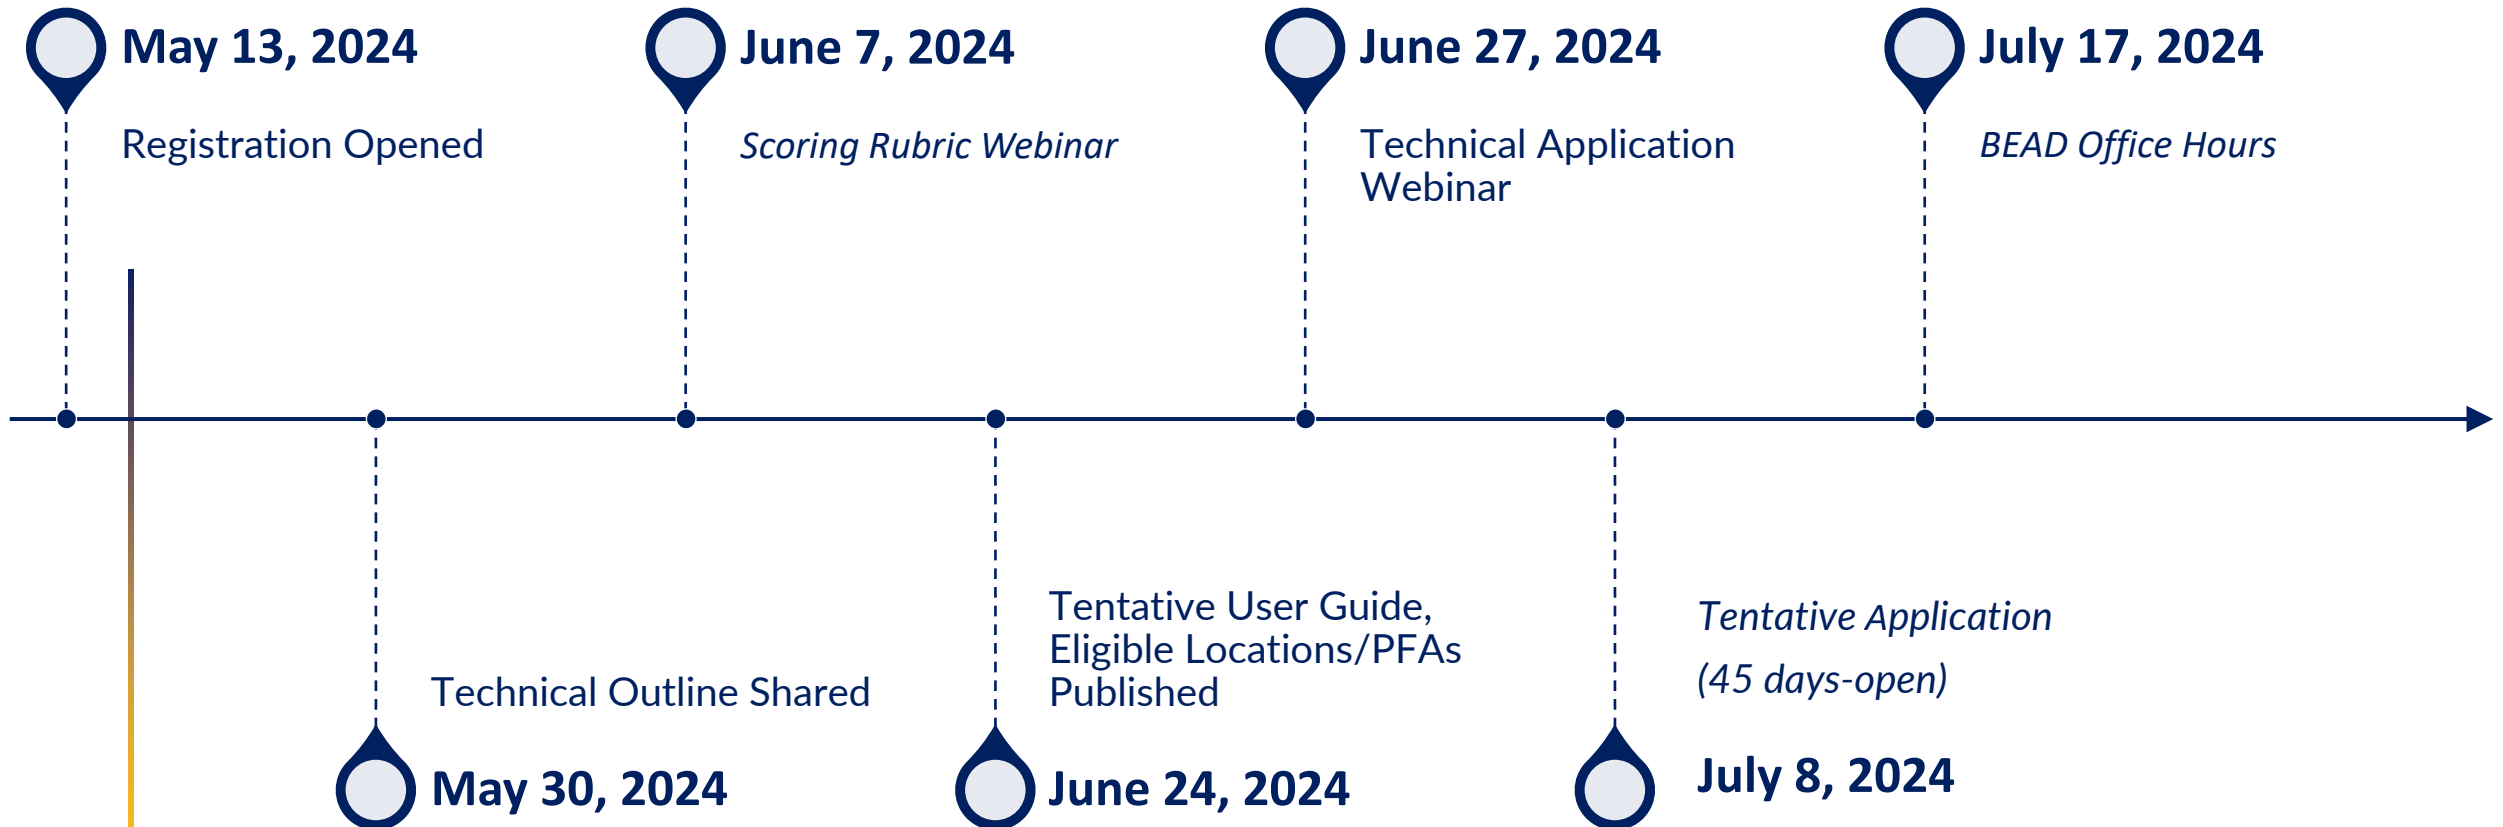 May 13, 2024
Registration Opened
June 7, 2024
Scoring Rubric Webinar
June 27, 2024
Technical Application
Webinar
July 17, 2024
BEAD Office Hours
Technical Outline Shared
May 30, 2024
Tentative User Guide,
Eligible Locations/PFAs
Published
June 24, 2024
Tentative Application
(45 days-open)
July 8, 2024